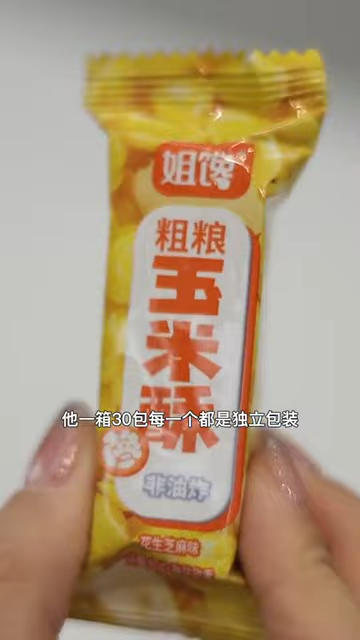 姐馋
粗粮
玉米酥
他一箱30包每一个都是独立包装
非油炸
花生芝麻味